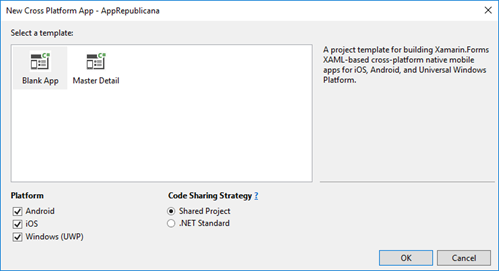 New Cross Platform App - AppRepublicana
Select a template:
Blank App
Master Detail
A project template for building Xamarin.Forms
XAML-based cross-platform native mobile
apps for iOS, Android, and Universal Windows
Platform.
Platform
Android
iOS
Windows (UWP)
Code Sharing Strategy ?
Shared Project
.NET Standard
OK
Cancel